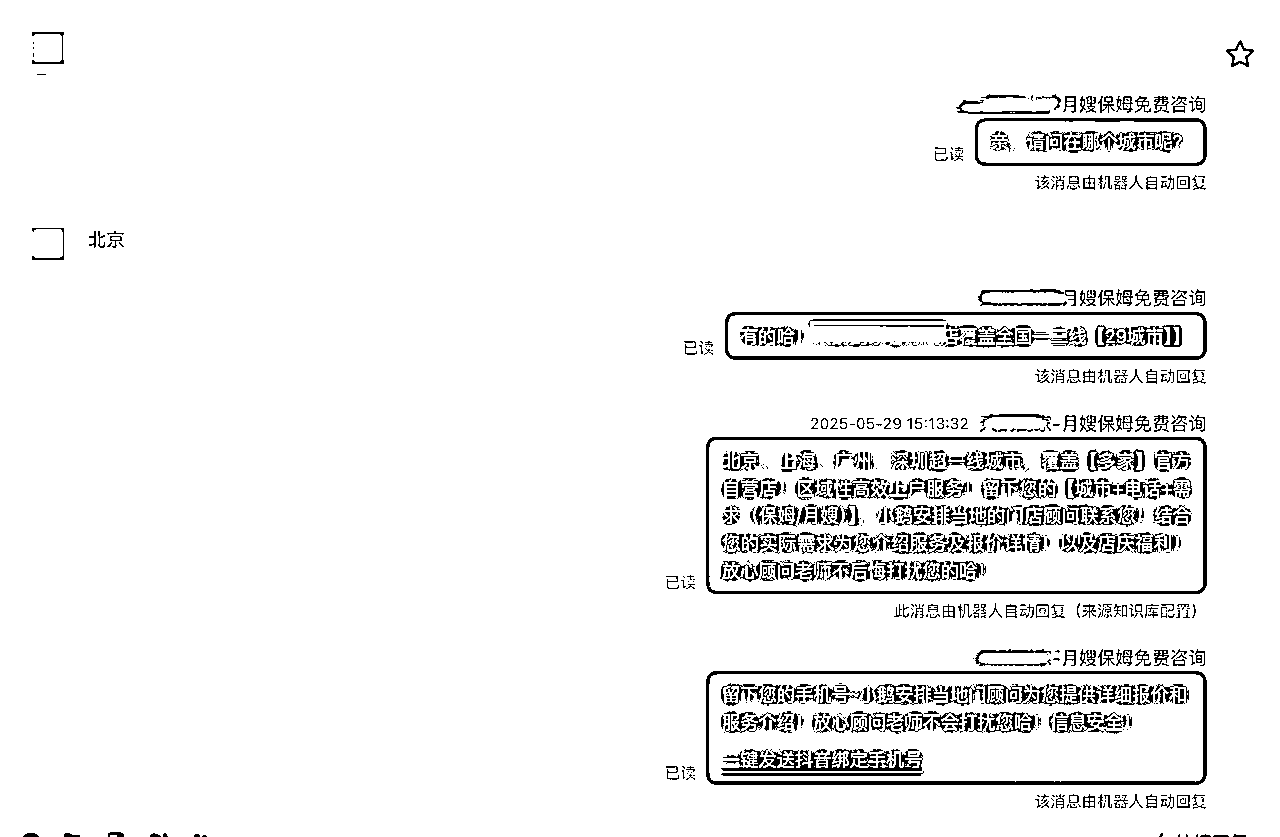 月嫂保姆免费咨询
亲，请问在哪个城市呢?
已读
该消息由机器人自动回复
北京
月嫂保姆免费咨询
有的哈！ 店覆盖全国一二线【29城市】
已读
该消息由机器人自动回复
2025-05-29 15:13:32 -月嫂保姆免费咨询
北京、上海、广州、深圳超一线城市，覆盖【多家】官方
自营店！区域性高效上户服务！留下您的【城市+电话+需
求（保姆/月嫂）】，小鹅安排当地的门店顾问联系您！结合
您的实际需求为您介绍服务及报价详情！以及店庆福利！
放心顾问老师不后悔打扰您的哈！
已读
此消息由机器人自动回复（来源知识库配置）
月嫂保姆免费咨询
留下您的手机号~小鹅安排当地门顾问为您提供详细报价和
服务介绍！放心顾问老师不会打扰您哈！信息安全！
一键发送抖音绑定手机号
已读
该消息由机器人自动回复